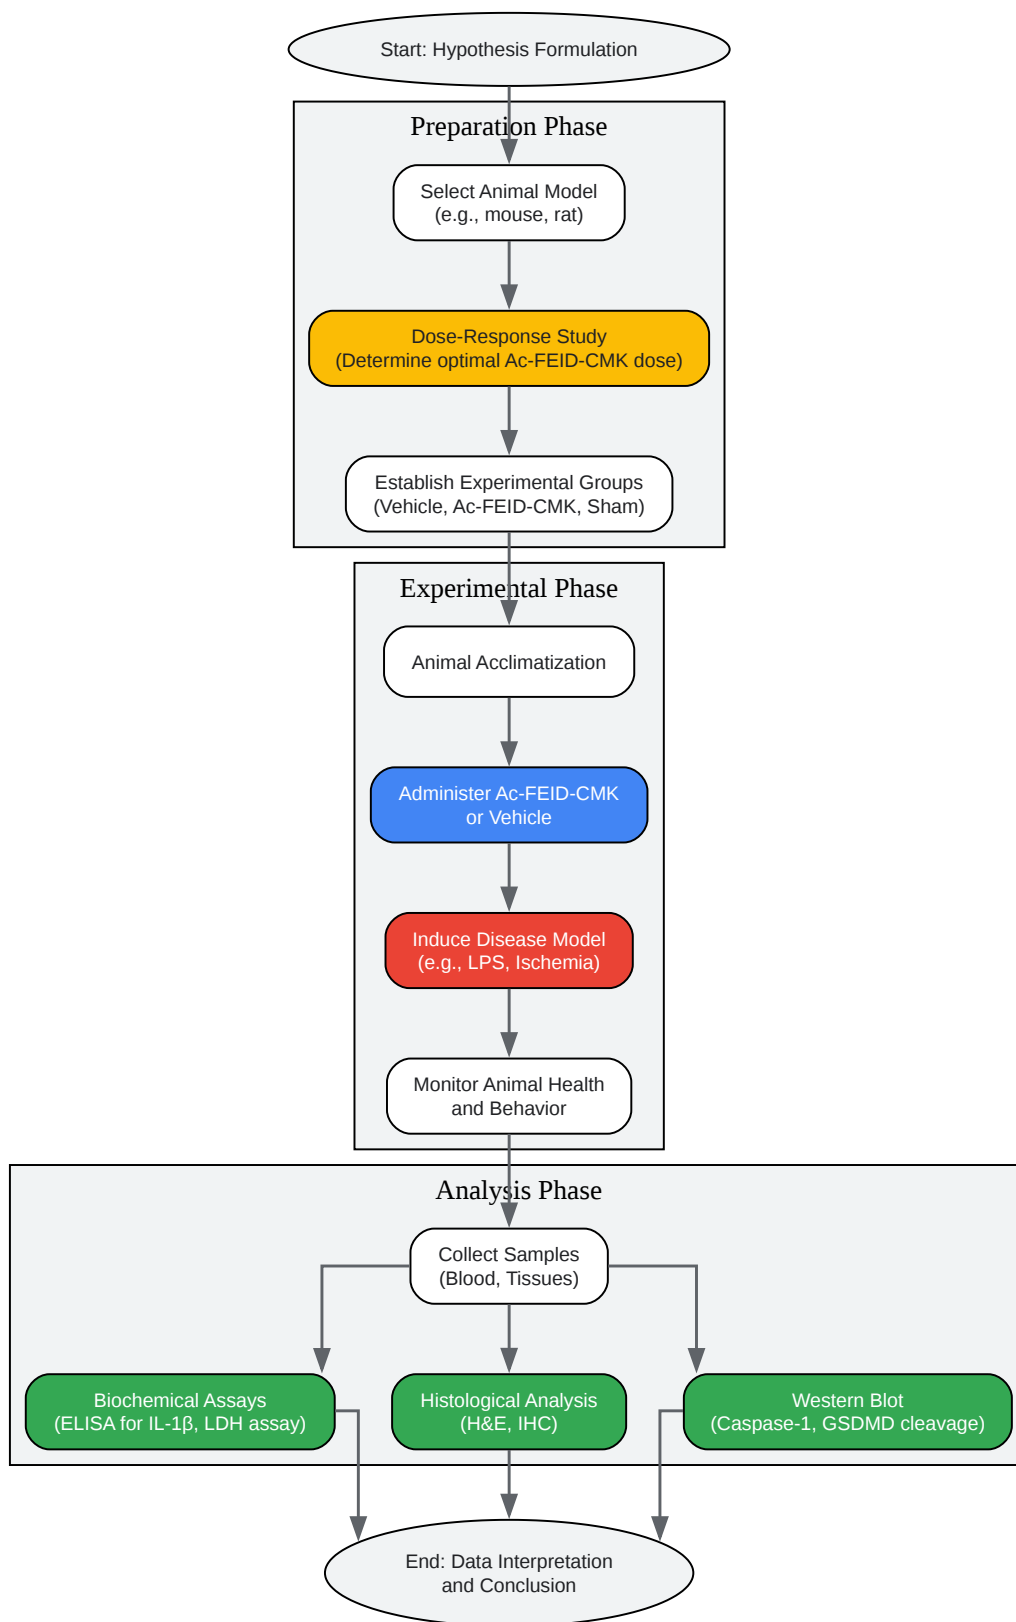 Start: Hypothesis Formulation
Preparation Phase
Select Animal Model
(e.g., mouse, rat)
Dose-Response Study
(Determine optimal Ac-FEID-CMK dose)
Establish Experimental Groups
(Vehicle, Ac-FEID-CMK, Sham)
Experimental Phase
Animal Acclimatization
Administer Ac-FEID-CMK
or Vehicle
Induce Disease Model
(e.g., LPS, Ischemia)
Monitor Animal Health
and Behavior
Analysis Phase
Collect Samples
(Blood, Tissues)
Biochemical Assays
(ELISA for IL-1β, LDH assay)
Histological Analysis
(H&E, IHC)
Western Blot
(Caspase-1, GSDMD cleavage)
End: Data Interpretation
and Conclusion